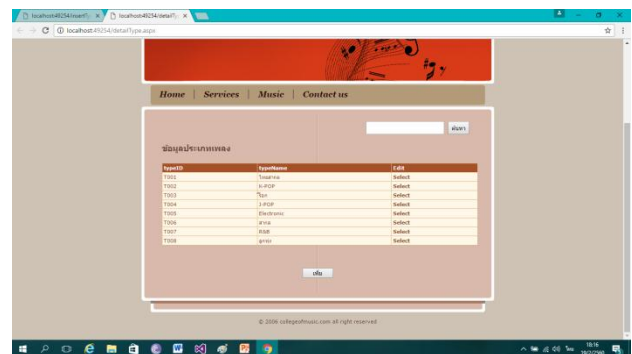 localhost:49254/insertTy
localhost:49254/detailTy
localhost:49254/detailType.aspx
Home | Services | Music | Contact us
ค้นหา
ข้อมูลประเภทเพลง
typeID typeName Edit
T001 ไทยสากล Select
T002 K-POP Select
T003 Select
T004 J-POP Select
T005 Electronic Select
T006 สากล Select
T007 R&B Select
T008 ลูกทุ่ง Select
เพิ่ม
© 2006 collegeofmusic.com all right reserved
18:16